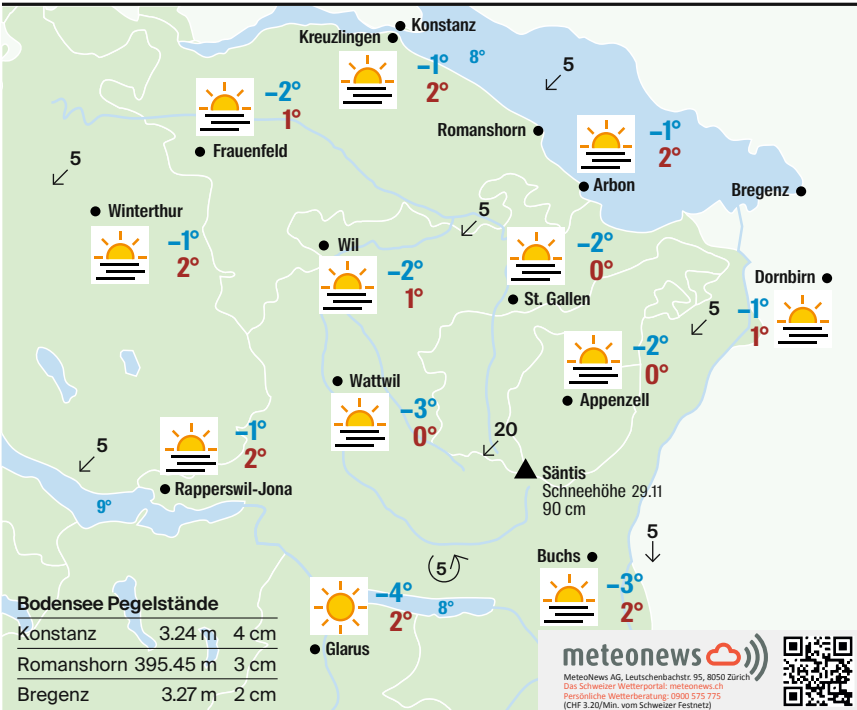 Konstanz
Kreuzlingen
–1°
2°
8°
5
–2°
1°
Frauenfeld
Romanshorn
–1°
2°
Arbon
Bregenz
5
Winterthur
–1°
2°
5
Wil
–2°
1°
–2°
0°
St. Gallen
Dornbirn
–1°
1°
5
–2°
0°
Appenzell
Wattwil
–3°
0°
–1°
2°
Rapperswil-Jona
5
9°
20
Säntis
Schneehöhe 29.11
90 cm
5
5
Buchs
–3°
2°
–4°
2°
8°
Glarus
Bodensee Pegelstände
Konstanz 3.24 m 4 cm
Romanshorn 395.45 m 3 cm
Bregenz 3.27 m 2 cm
meteonews
MeteoNews AG, Leutschenbachstr. 95, 8050 Zürich
Das Schweizer Wetterportal: meteonews.ch
Persönliche Wetterberatung: 0900 575 775
(CHF 3.20/Min. vom Schweizer Festnetz)